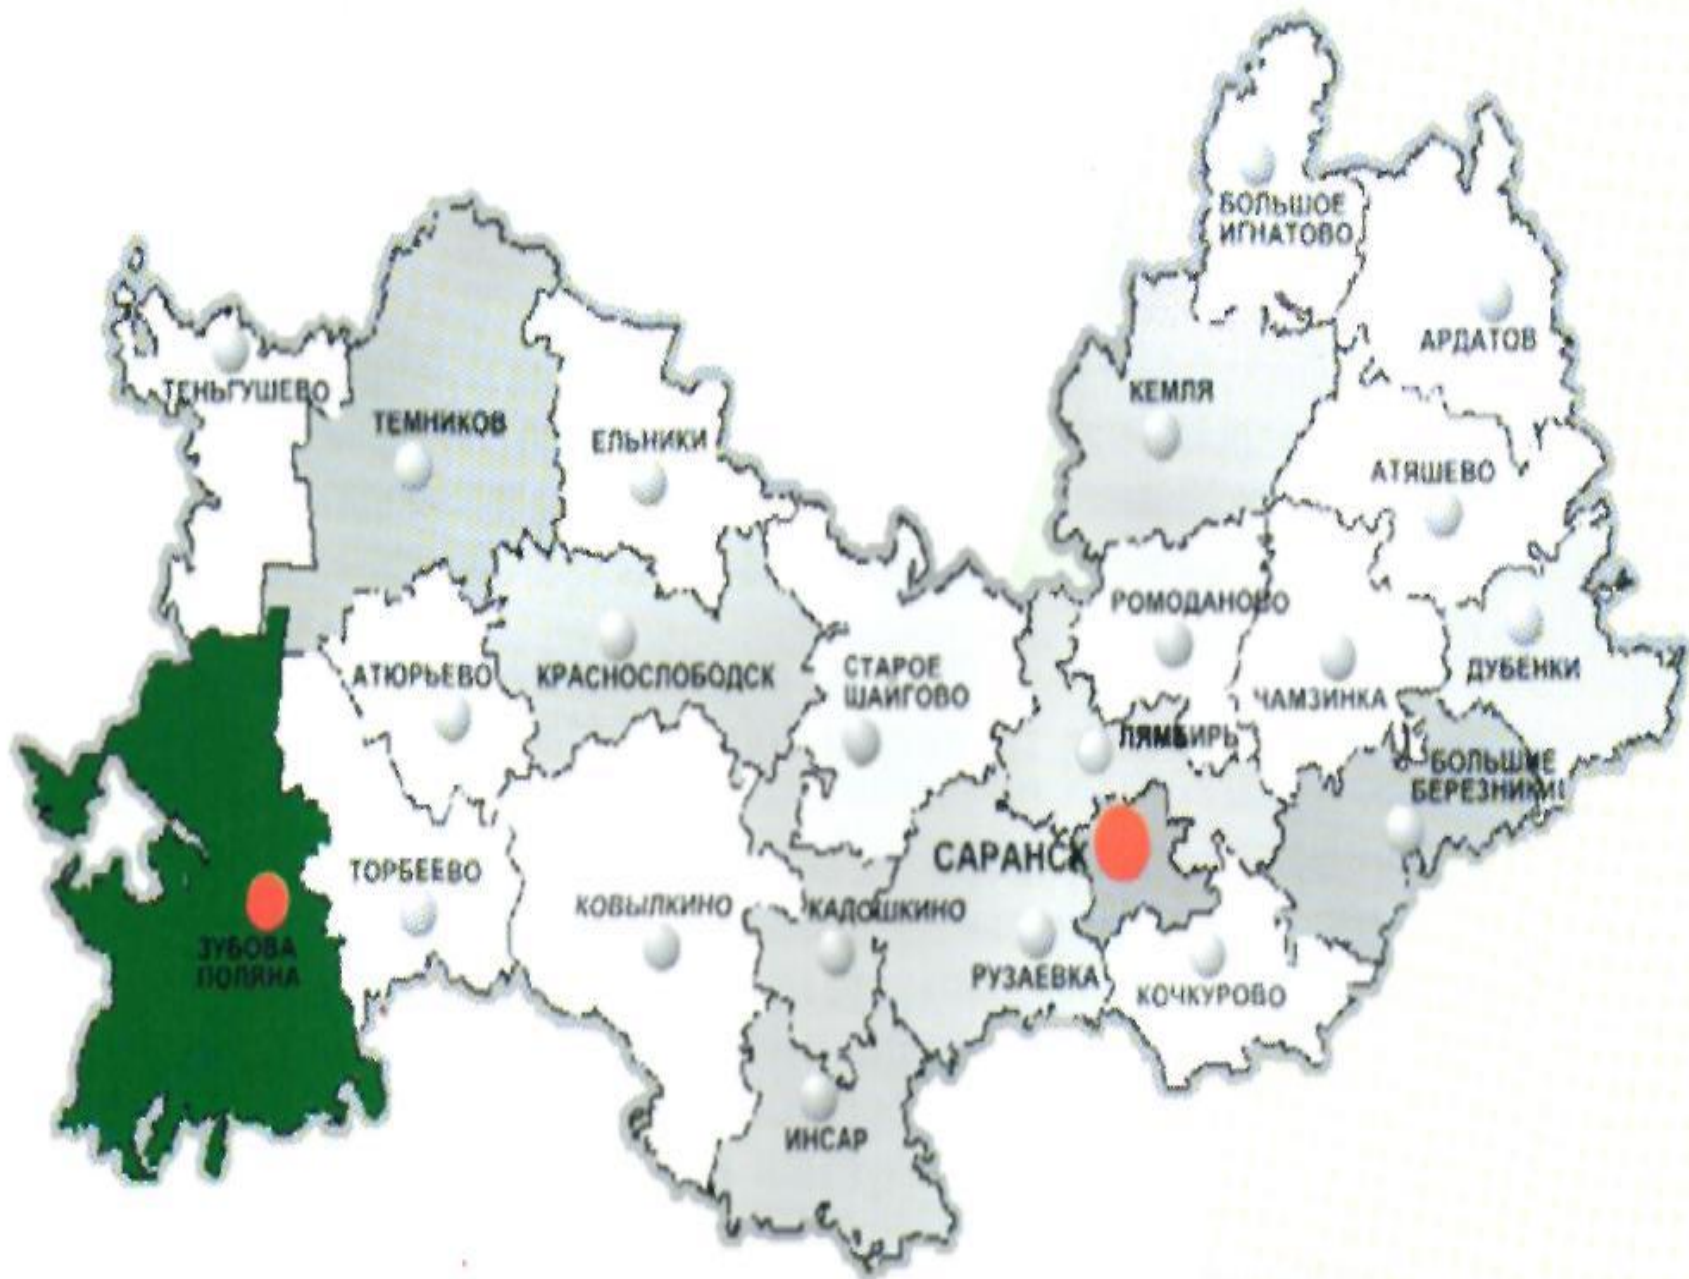 БОЛЬШОЕ
ИГНАТОВО
АРДАТОВ
ТЕНЬГУШЕВО
КЕМЛЯ
ТЕМНИКОВ
ЕЛЬНИКИ
АТЯШЕВО
РОМОДАНОВО
АТЮРЬЕВО
КРАСНОСЛОБОДСК
СТАРОЕ
ШАЙГОВО
ЧАМЗИНКА
ДУБЕНКИ
ЛЯМБИРЬ
БОЛЬШИЕ
БЕРЕЗНИКИ
САРАНСК
ТОРБЕЕВО
КОВЫЛКИНО
КАДОШКИНО
ЗУБОВА
ПОЛЯНА
РУЗАЕВКА
КОЧКУРОВО
ИНСАР